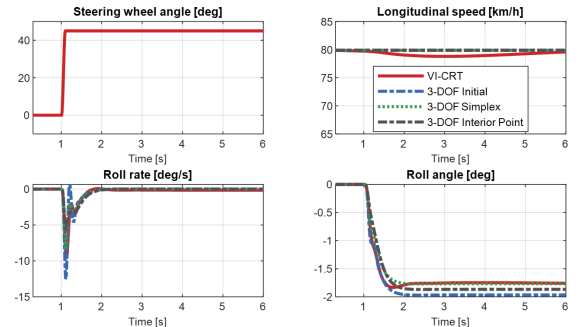 Steering wheel angle [deg]
40
20
0
1 2 3 4 5 6
Time [s]
Longitudinal speed [km/h]
85
80
75
70
65
1 2 3 4 5 6
Time [s]
VI-CRT
3-DOF Initial
3-DOF Simplex
3-DOF Interior Point
Roll rate [deg/s]
0
-5
-10
-15
1 2 3 4 5 6
Time [s]
Roll angle [deg]
0
-0.5
-1
-1.5
-2
1 2 3 4 5 6
Time [s]